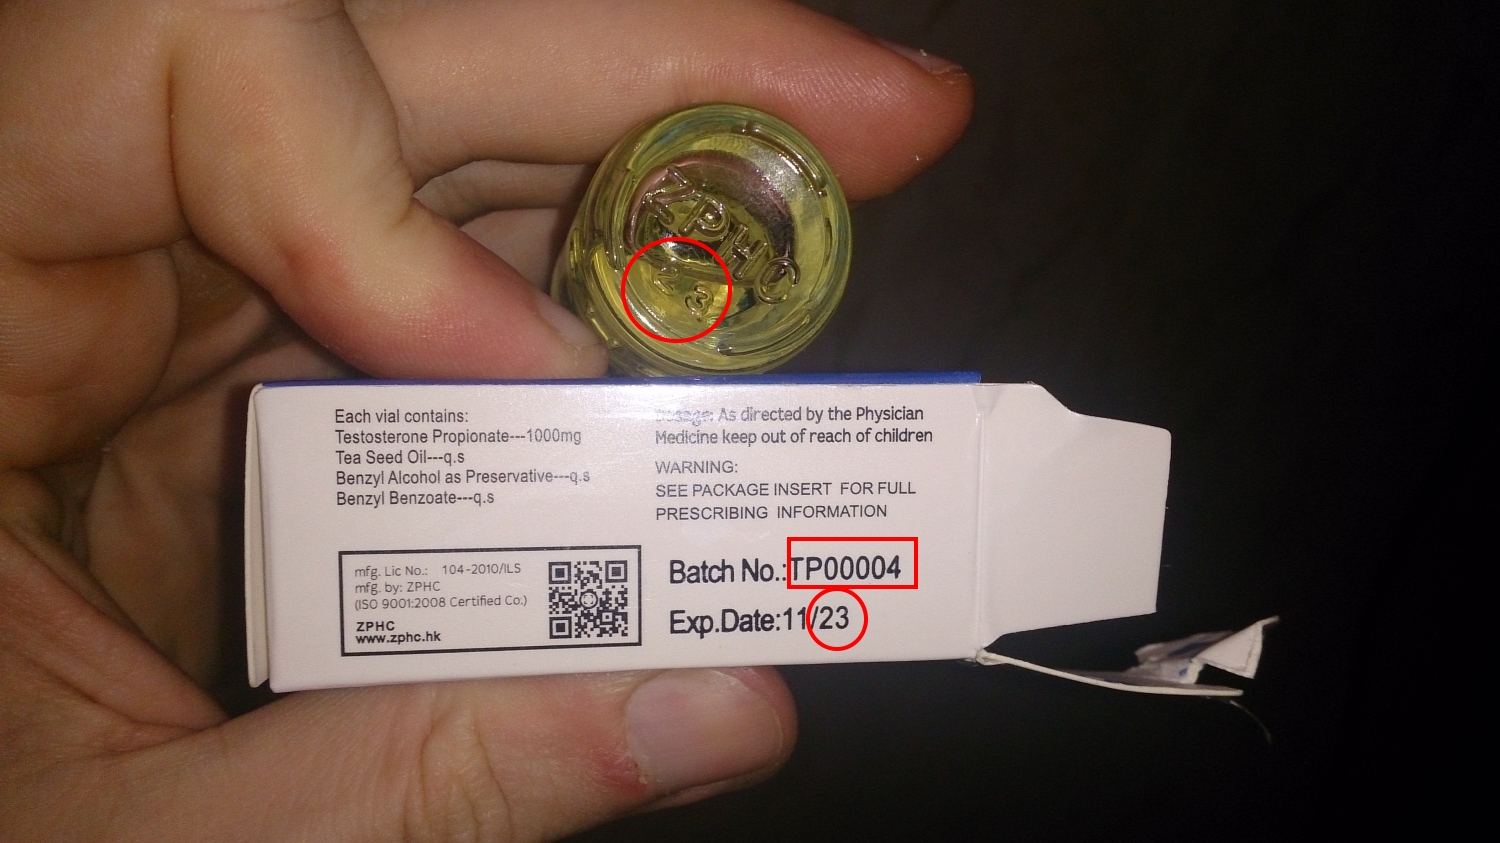 ZPHC
23
Each vial contains:
Testosterone Propionate---1000mg
Tea Seed Oil---q.s
Benzyl Alcohol as Preservative---q.s
Benzyl Benzoate---q.s
Dosage: As directed by the Physician
Medicine keep out of reach of children
WARNING:
SEE PACKAGE INSERT FOR FULL
PRESCRIBING INFORMATION
mfg. Lic No.: 104-2010/ILS
mfg. by: ZPHC
(ISO 9001:2008 Certified Co.)
ZPHC
www.zphc.hk
Batch No.:TP00004
Exp.Date:11/23